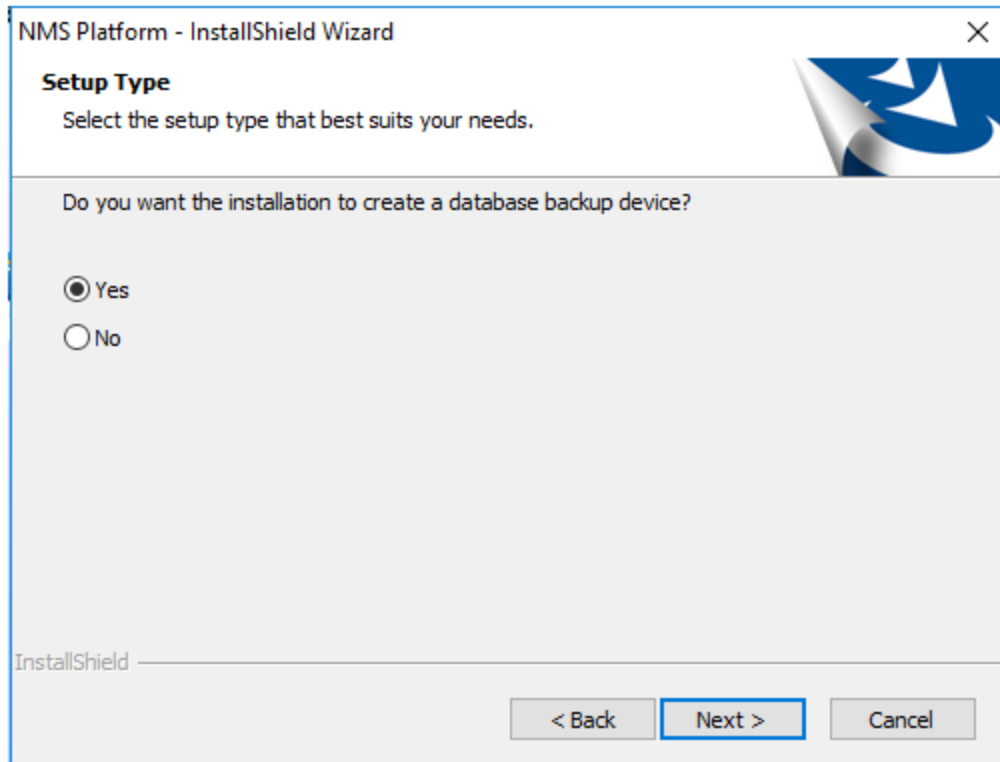 NMS Platform - InstallShield Wizard
Setup Type
Select the setup type that best suits your needs.
Do you want the installation to create a database backup device?
Yes
No
InstallShield
< Back Next > Cancel